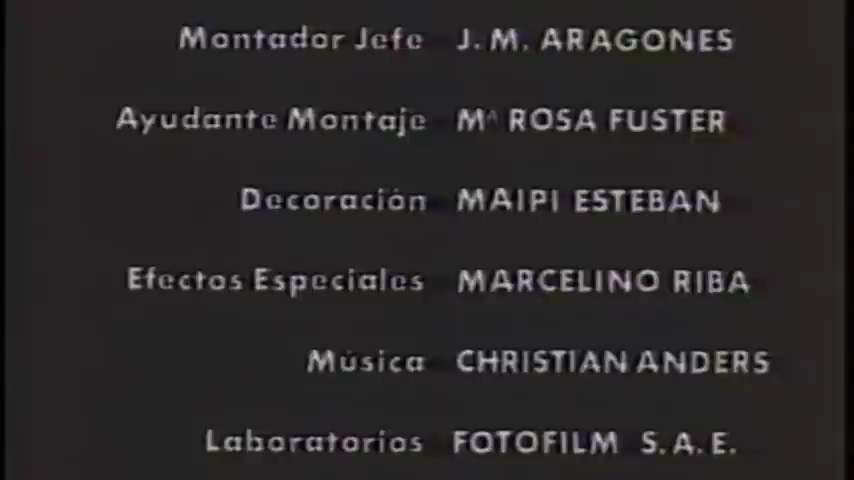 Montador Jefe J. M. ARAGONES
Ayudante Montaje Mª ROSA FUSTER
Decoración MAIPI ESTEBAN
Efectos Especiales MARCELINO RIBA
Música CHRISTIAN ANDERS
Laboratorios FOTOFILM S.A.E.